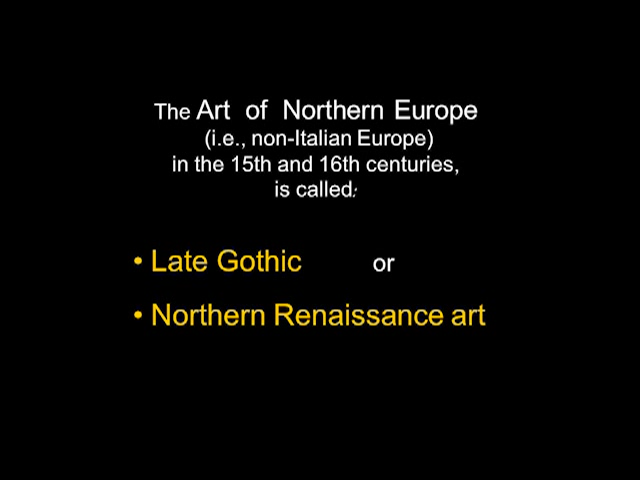 The Art of Northern Europe
(i.e., non-Italian Europe)
in the 15th and 16th centuries,
is called:
• Late Gothic or
• Northern Renaissance art